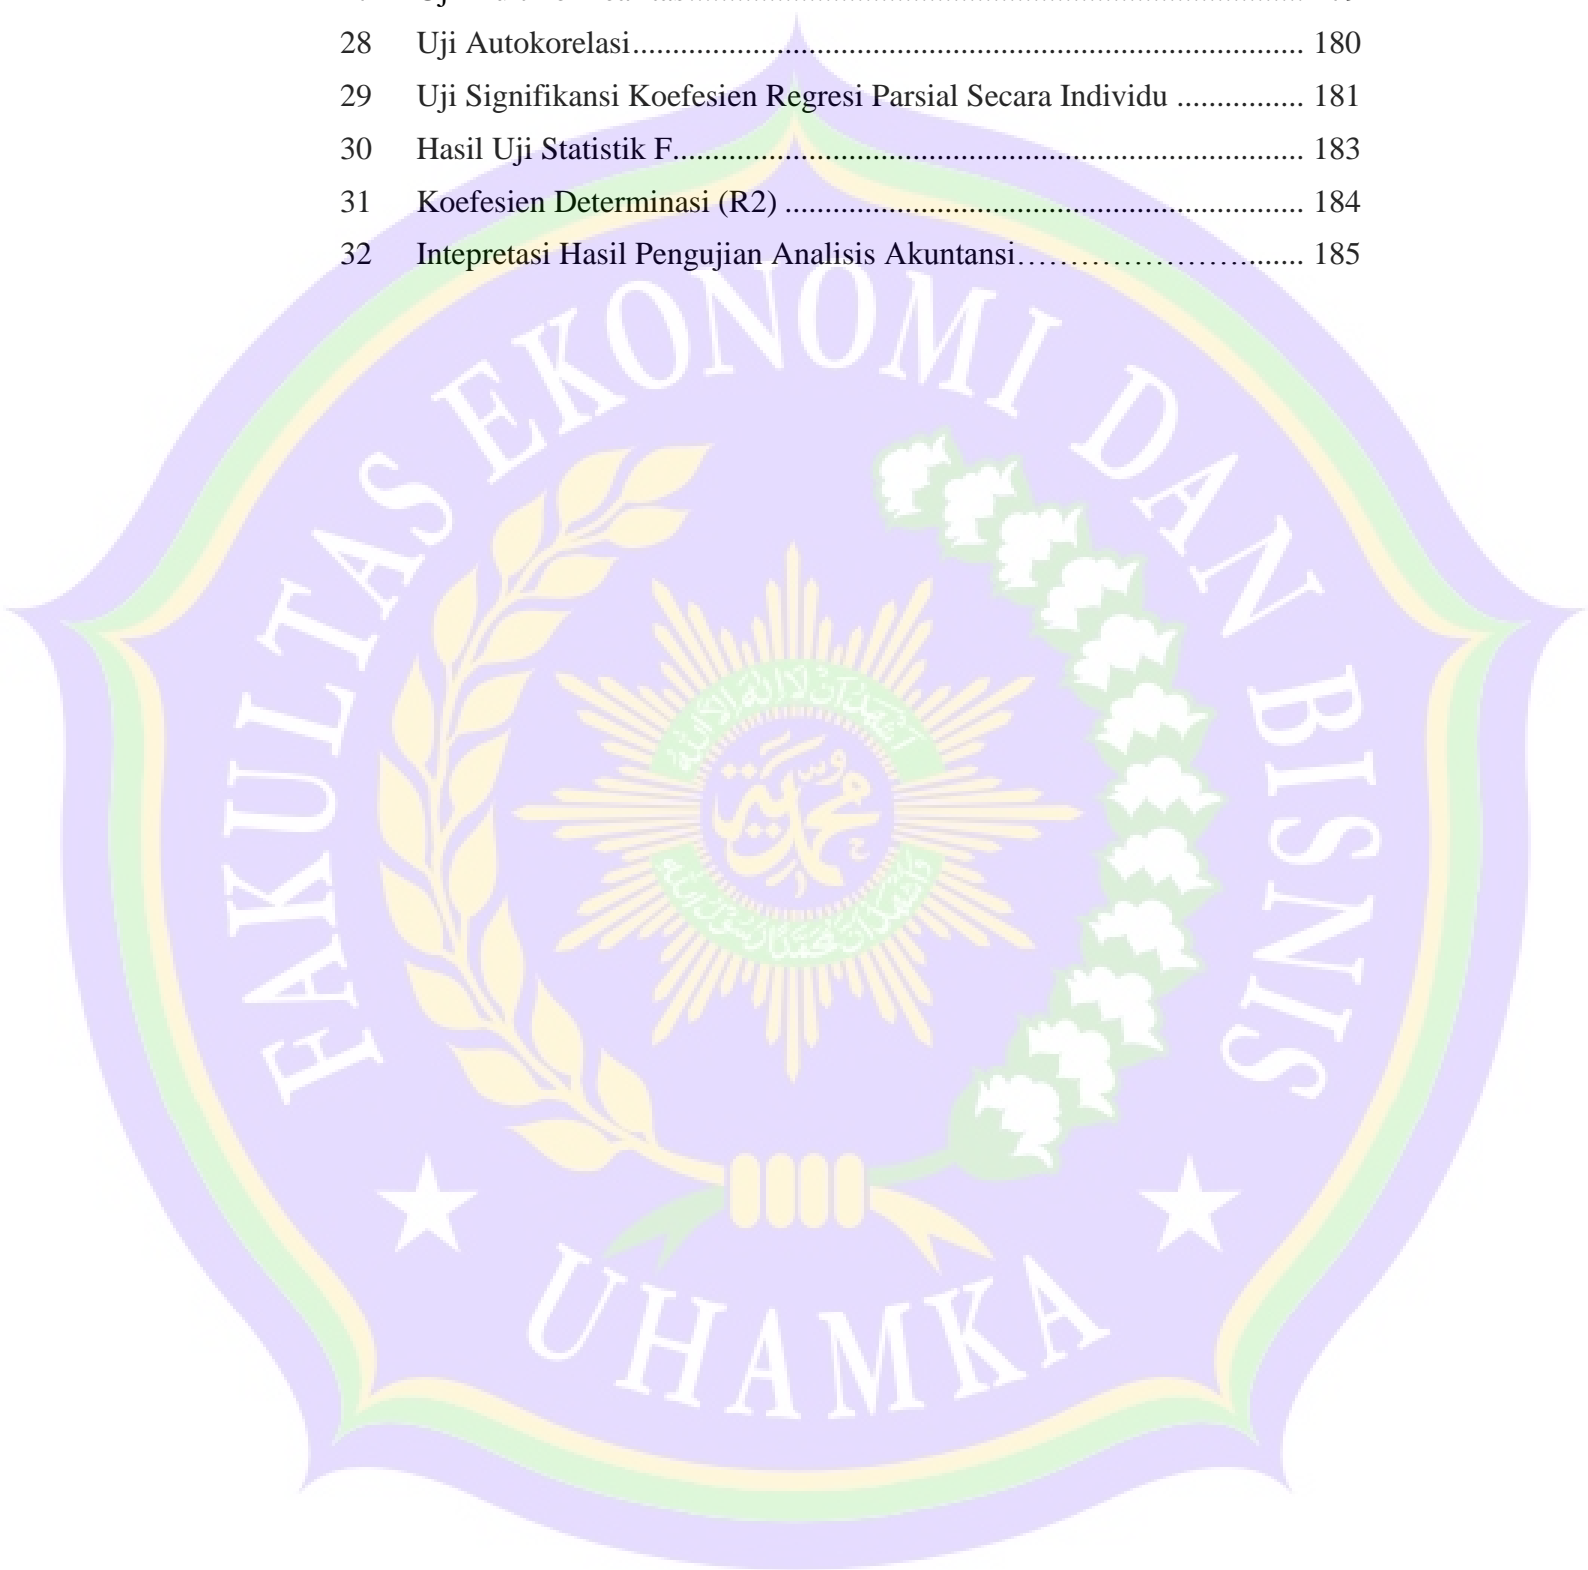 28 Uji Autokorelasi.................................................................................... 180
29 Uji Signifikansi Koefesien Regresi Parsial Secara Individu ................ 181
30 Hasil Uji Statistik F............................................................................... 183
31 Koefesien Determinasi (R2) ................................................................. 184
32 Intepretasi Hasil Pengujian Analisis Akuntansi……………………....... 185
FAKULTAS EKONOMI DAN BISNIS
محمدية
UHAMKA